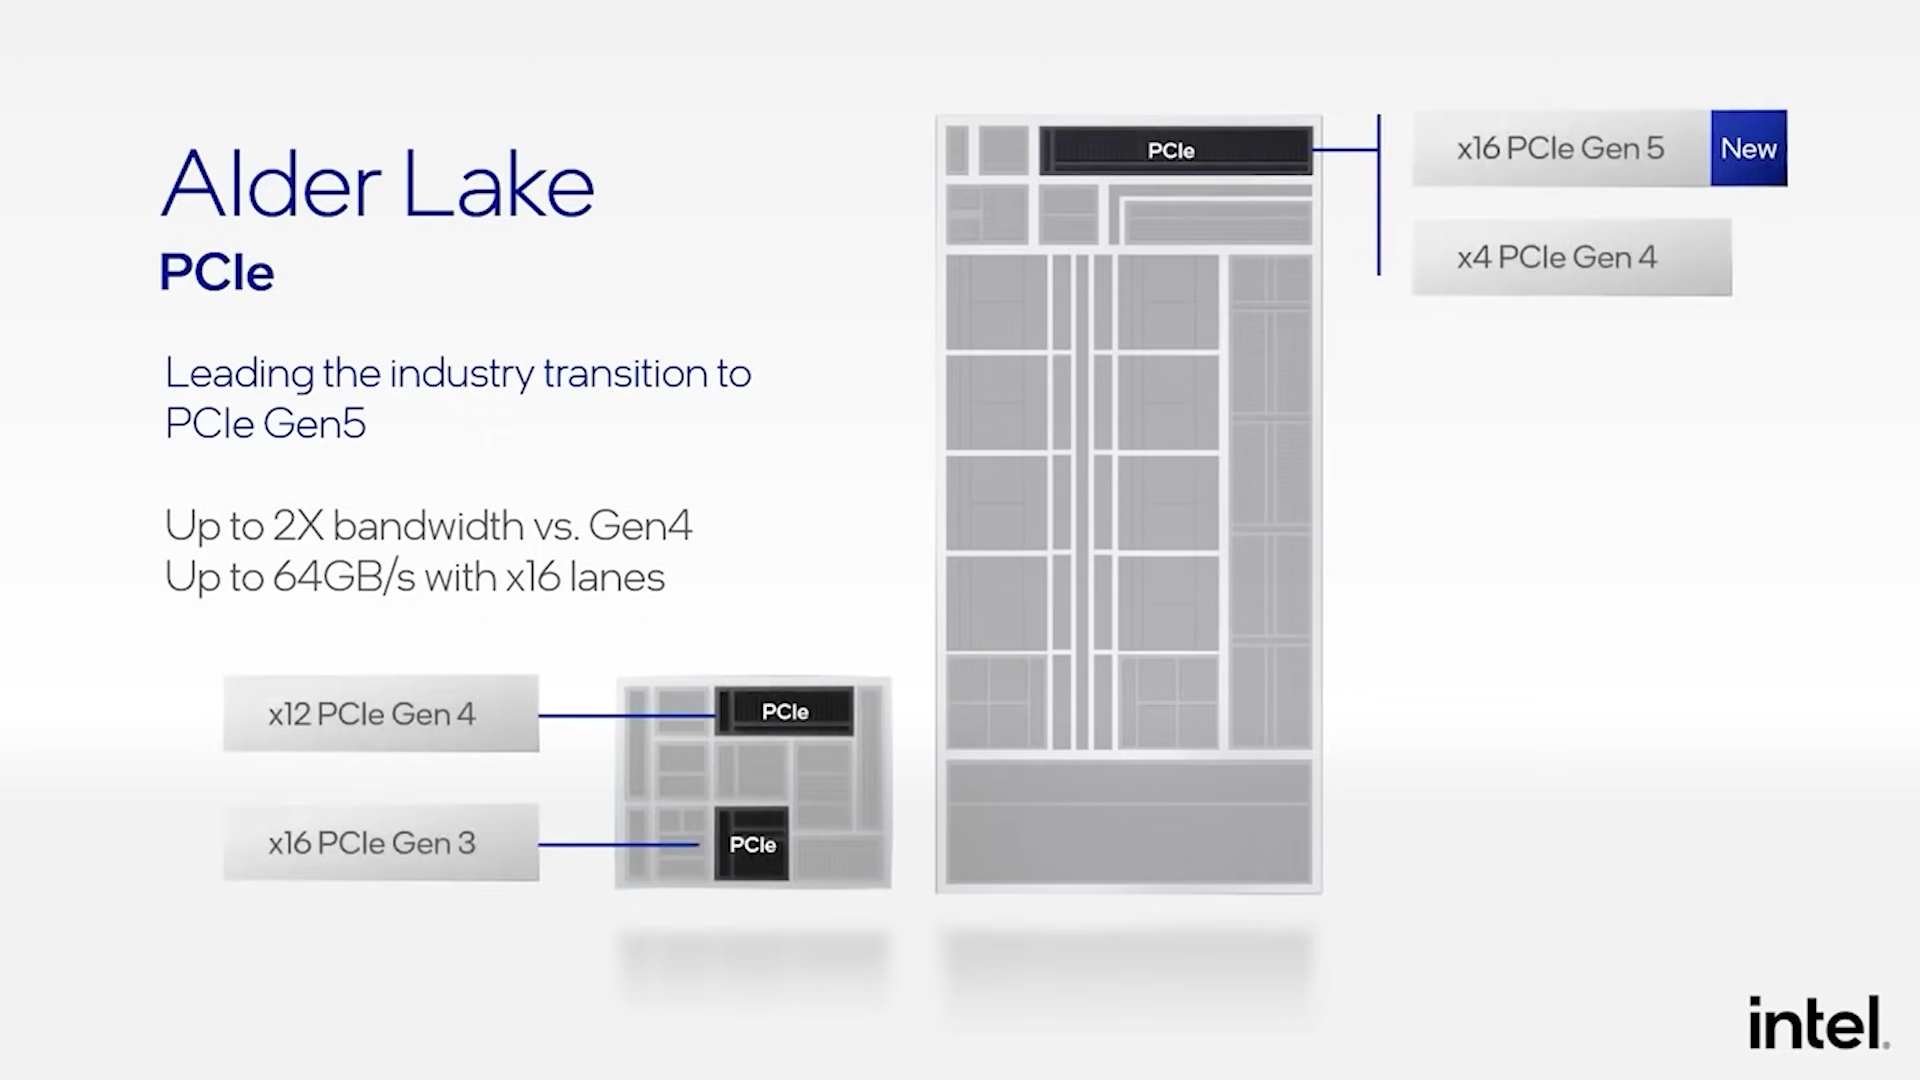 Alder Lake
PCIe
Leading the industry transition to
PCIe Gen5
Up to 2X bandwidth vs. Gen4
Up to 64GB/s with x16 lanes
x12 PCIe Gen 4
PCIe
x16 PCIe Gen 3
PCIe
PCIe
x16 PCIe Gen 5
New
x4 PCIe Gen 4
intel.